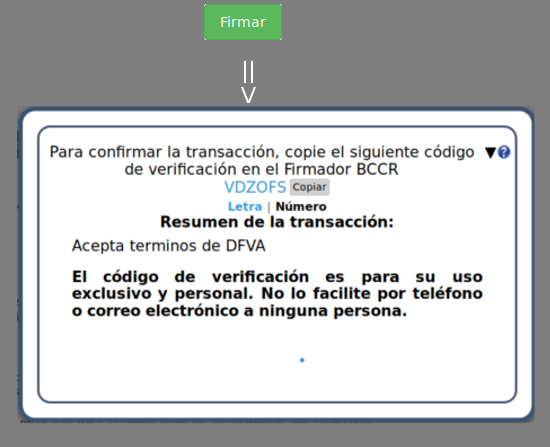 Firmar
||
V
Para confirmar la transacción, copie el siguiente código ▼?
de verificación en el Firmador BCCR
VDZOFS Copiar
Letra | Número
Resumen de la transacción:
Acepta terminos de DFVA
El código de verificación es para su uso
exclusivo y personal. No lo facilite por teléfono
o correo electrónico a ninguna persona.